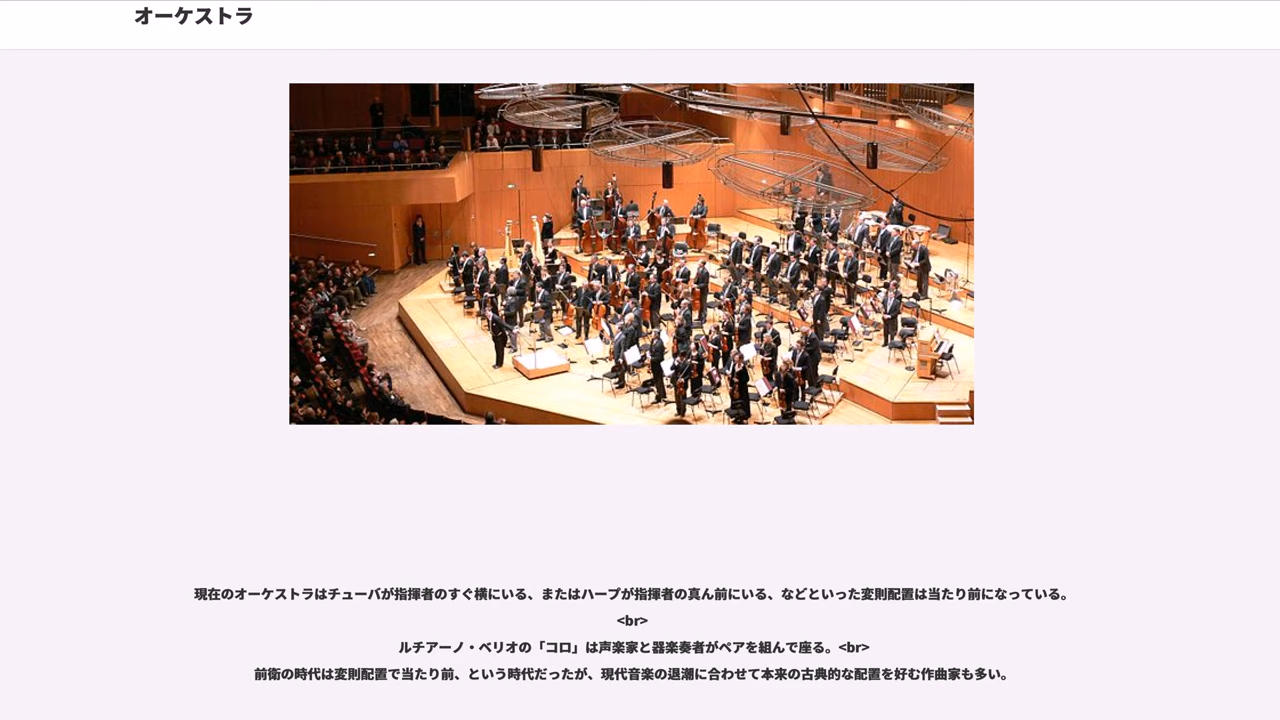 オーケストラ
現在のオーケストラはチューバが指揮者のすぐ横にいる、またはハープが指揮者の真ん前にいる、などといった変則配置は当たり前になっている。
<br>
ルチアーノ・ベリオの「コロ」は声楽家と器楽奏者がペアを組んで座る。<br>
前衛の時代は変則配置で当たり前、という時代だったが、現代音楽の退潮に合わせて本来の古典的な配置を好む作曲家も多い。